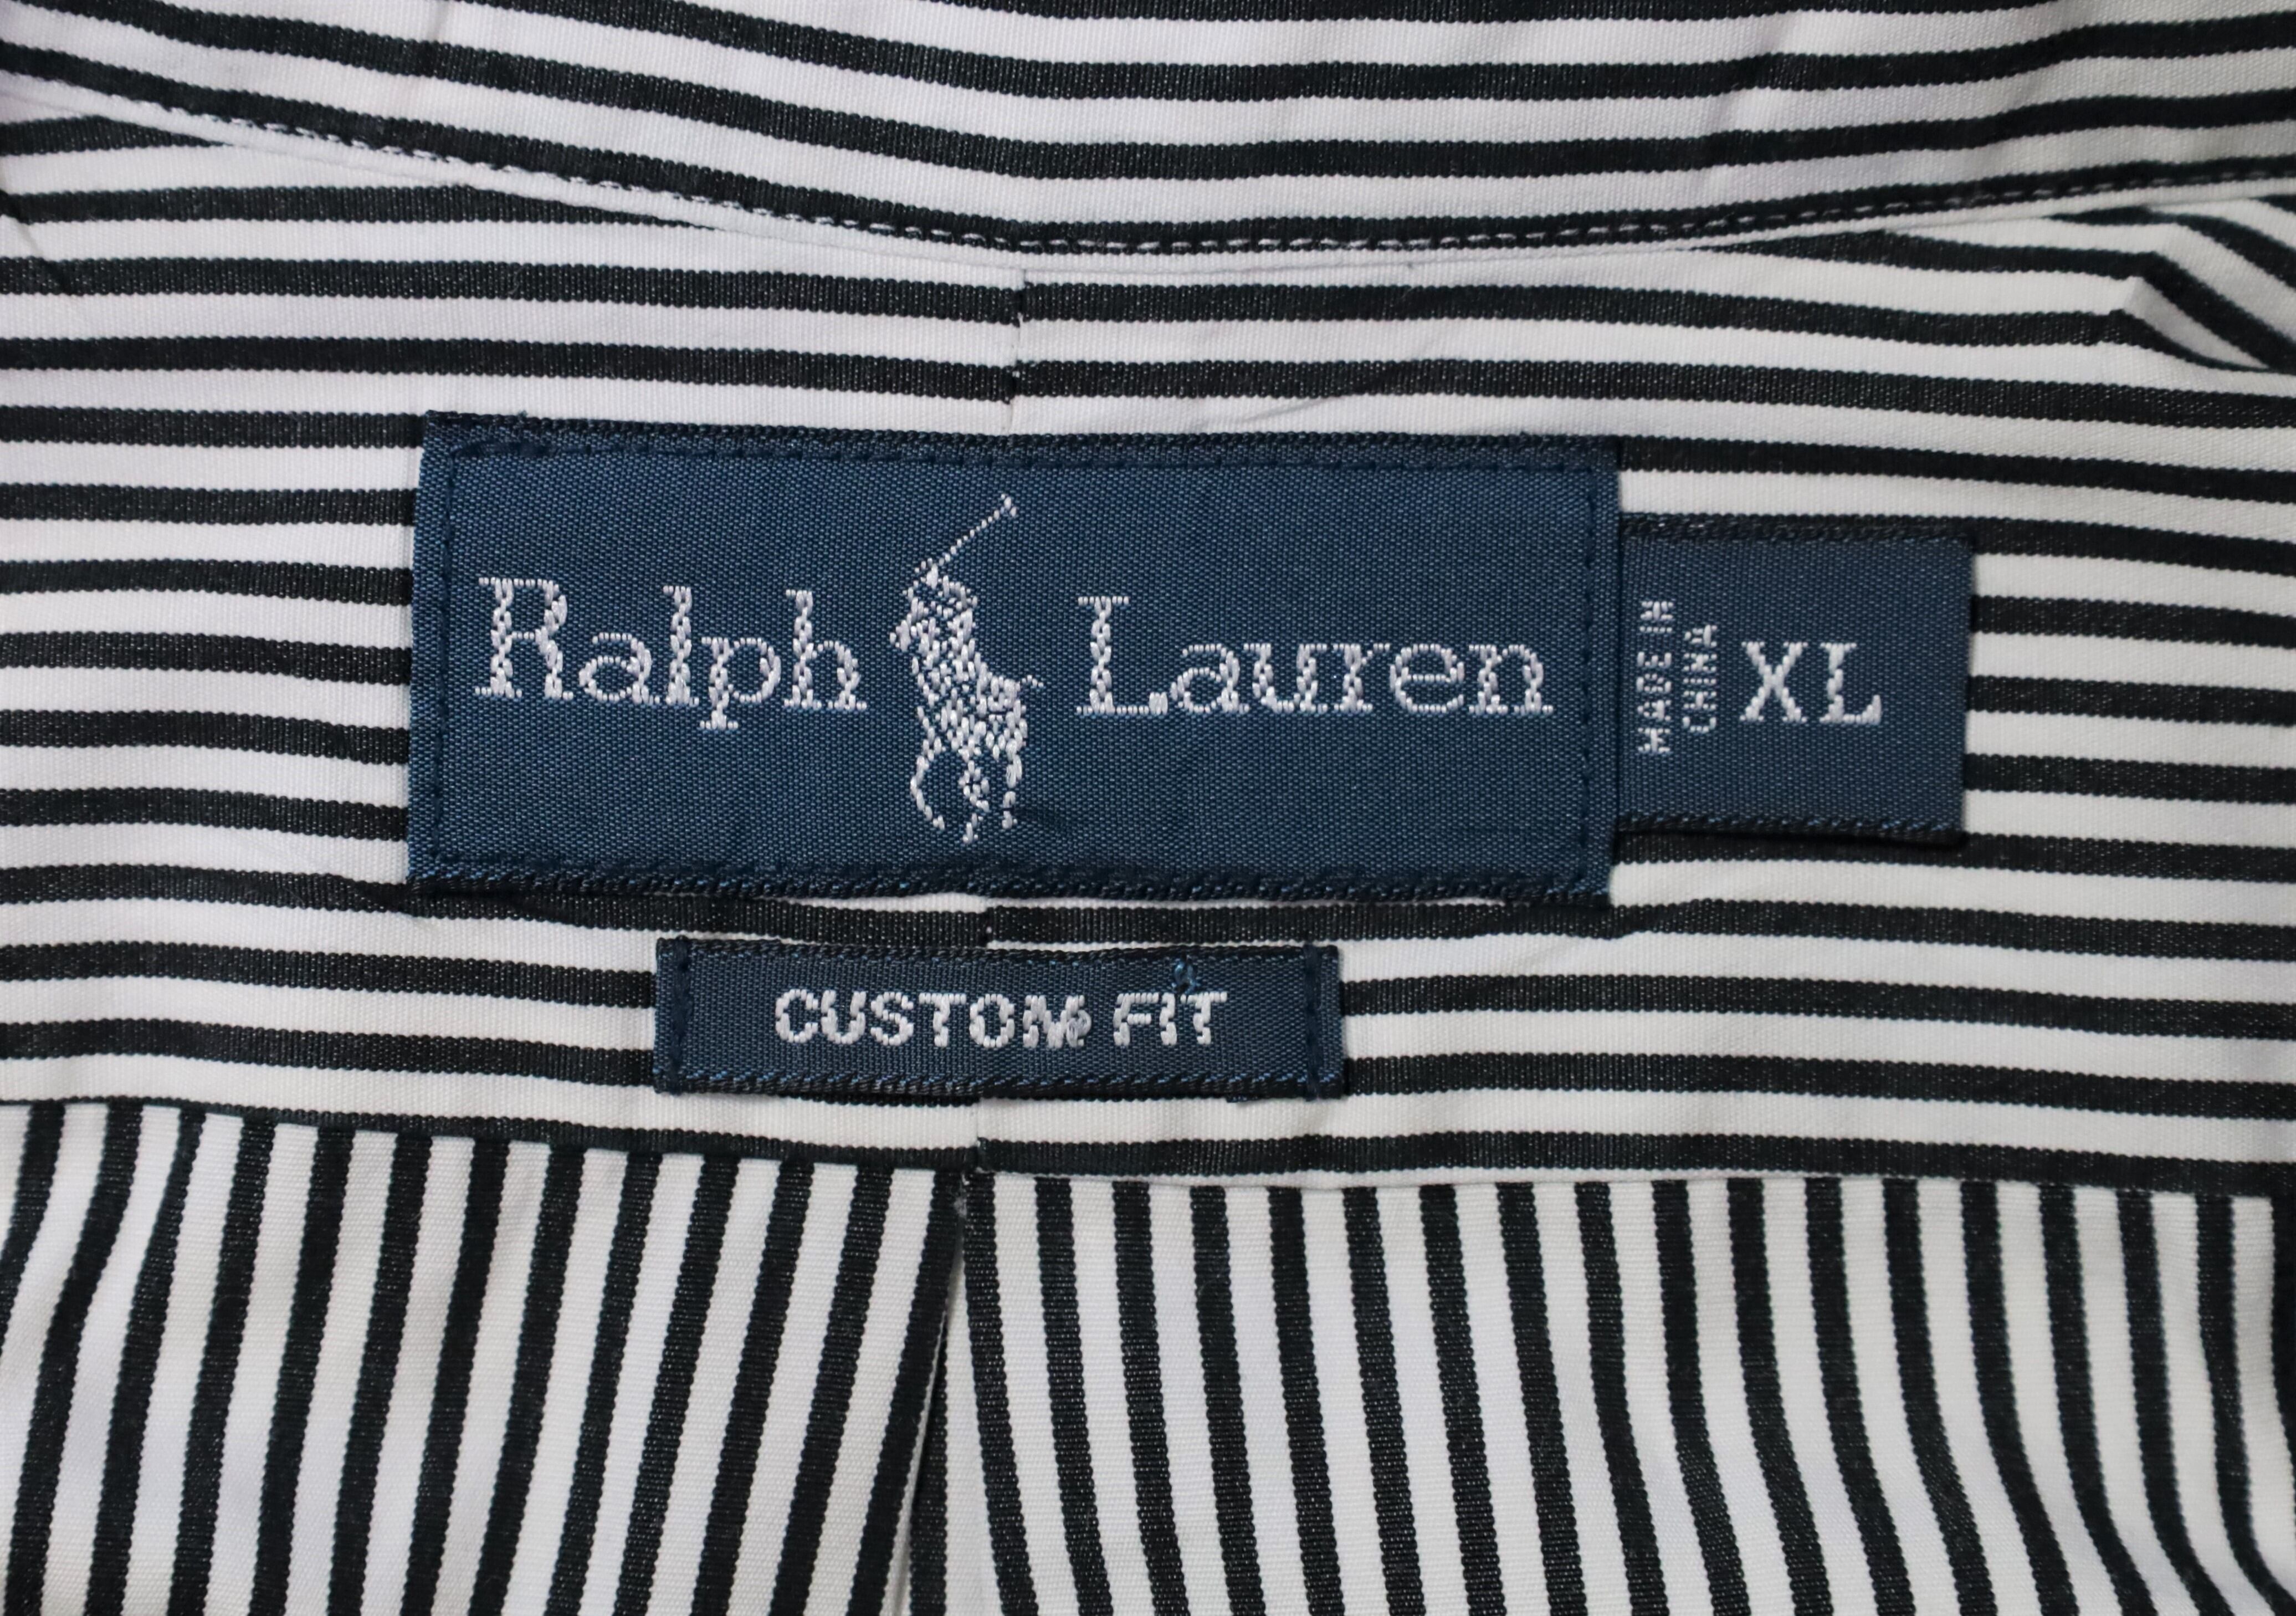 Ralph Lauren
MADE IN
CHINA
XL
CUSTOM FIT